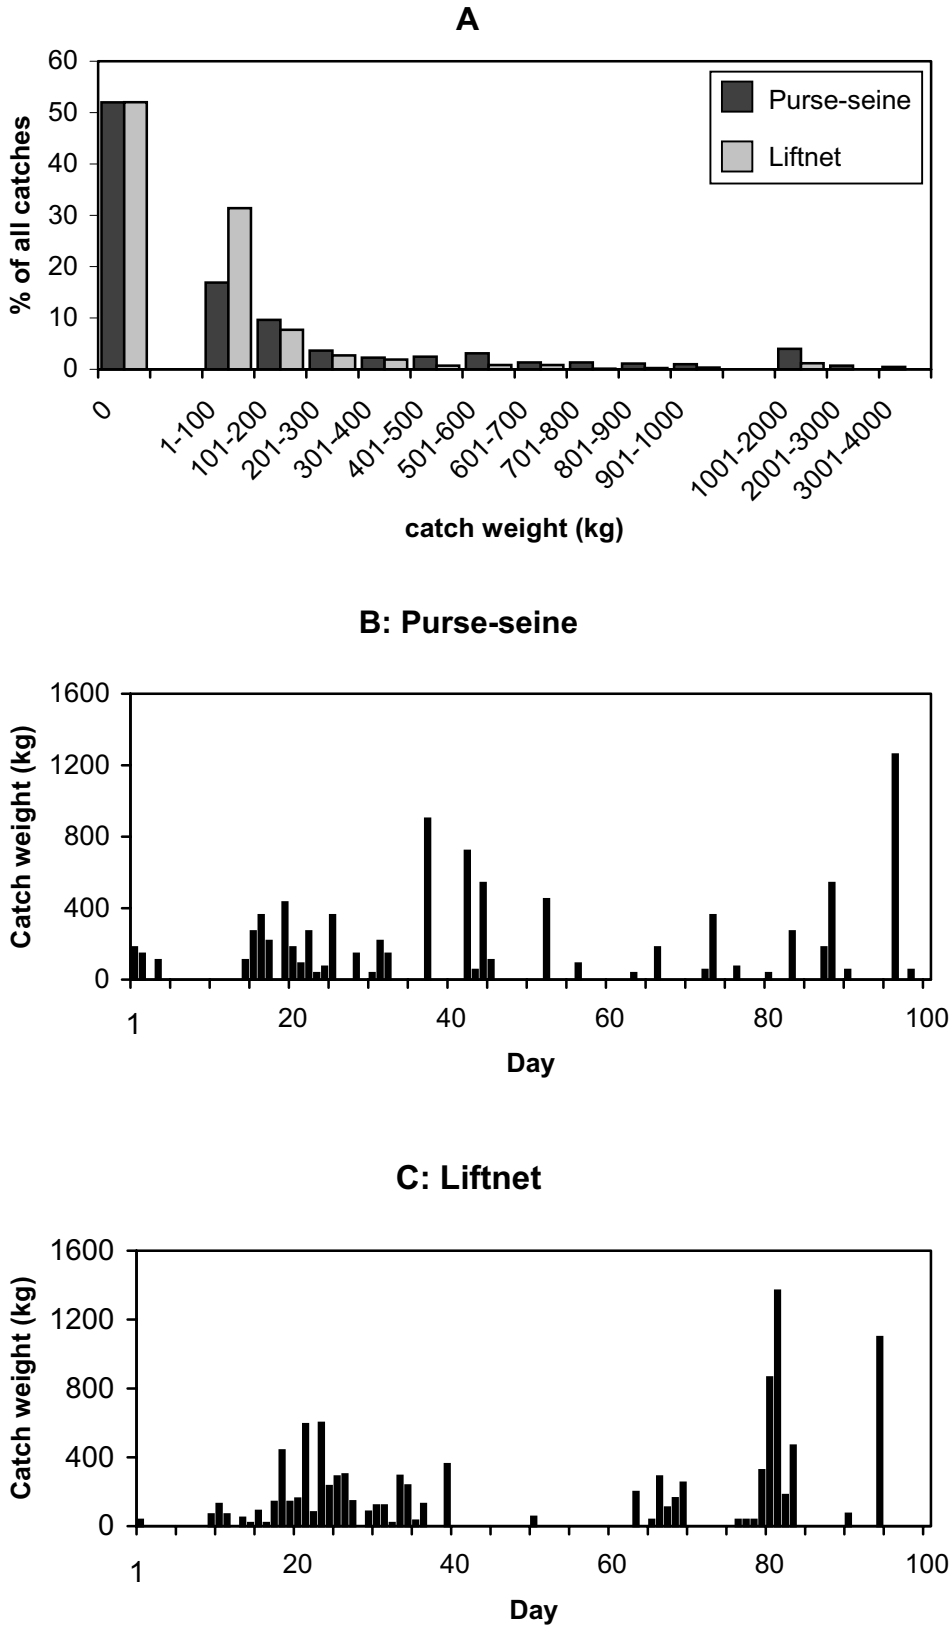 A
60
50
40
30
20
10
0
% of all catches
Purse-seine
Liftnet
0
1-100
101-200
201-300
301-400
401-500
501-600
601-700
701-800
801-900
901-1000
1001-2000
2001-3000
3001-4000
catch weight (kg)
B: Purse-seine
1600
1200
800
400
0
Catch weight (kg)
1 20 40 60 80 100
Day
C: Liftnet
1600
1200
800
400
0
Catch weight (kg)
1 20 40 60 80 100
Day